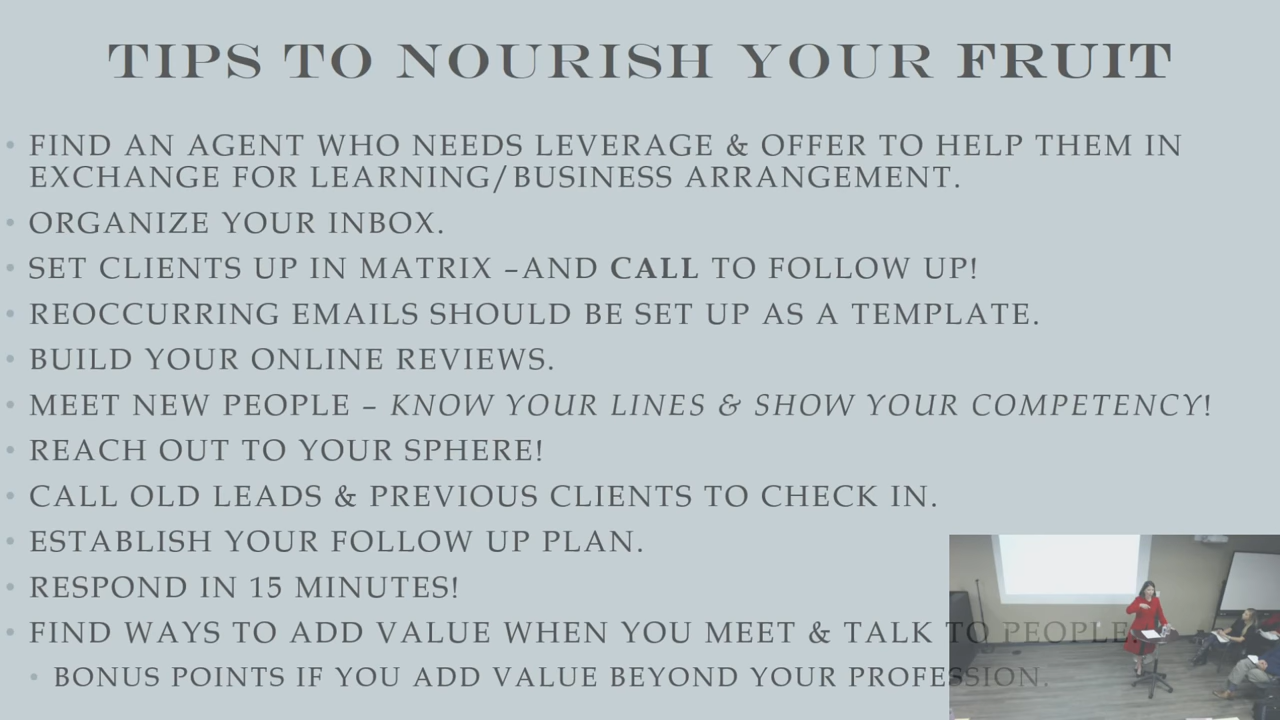 TIPS TO NOURISH YOUR FRUIT
• FIND AN AGENT WHO NEEDS LEVERAGE & OFFER TO HELP THEM IN
EXCHANGE FOR LEARNING/BUSINESS ARRANGEMENT.
• ORGANIZE YOUR INBOX.
• SET CLIENTS UP IN MATRIX –AND CALL TO FOLLOW UP!
• REOCCURRING EMAILS SHOULD BE SET UP AS A TEMPLATE.
• BUILD YOUR ONLINE REVIEWS.
• MEET NEW PEOPLE – KNOW YOUR LINES & SHOW YOUR COMPETENCY!
• REACH OUT TO YOUR SPHERE!
• CALL OLD LEADS & PREVIOUS CLIENTS TO CHECK IN.
• ESTABLISH YOUR FOLLOW UP PLAN.
• RESPOND IN 15 MINUTES!
• FIND WAYS TO ADD VALUE WHEN YOU MEET & TALK TO PEOPLE.
• BONUS POINTS IF YOU ADD VALUE BEYOND YOUR PROFESSION.